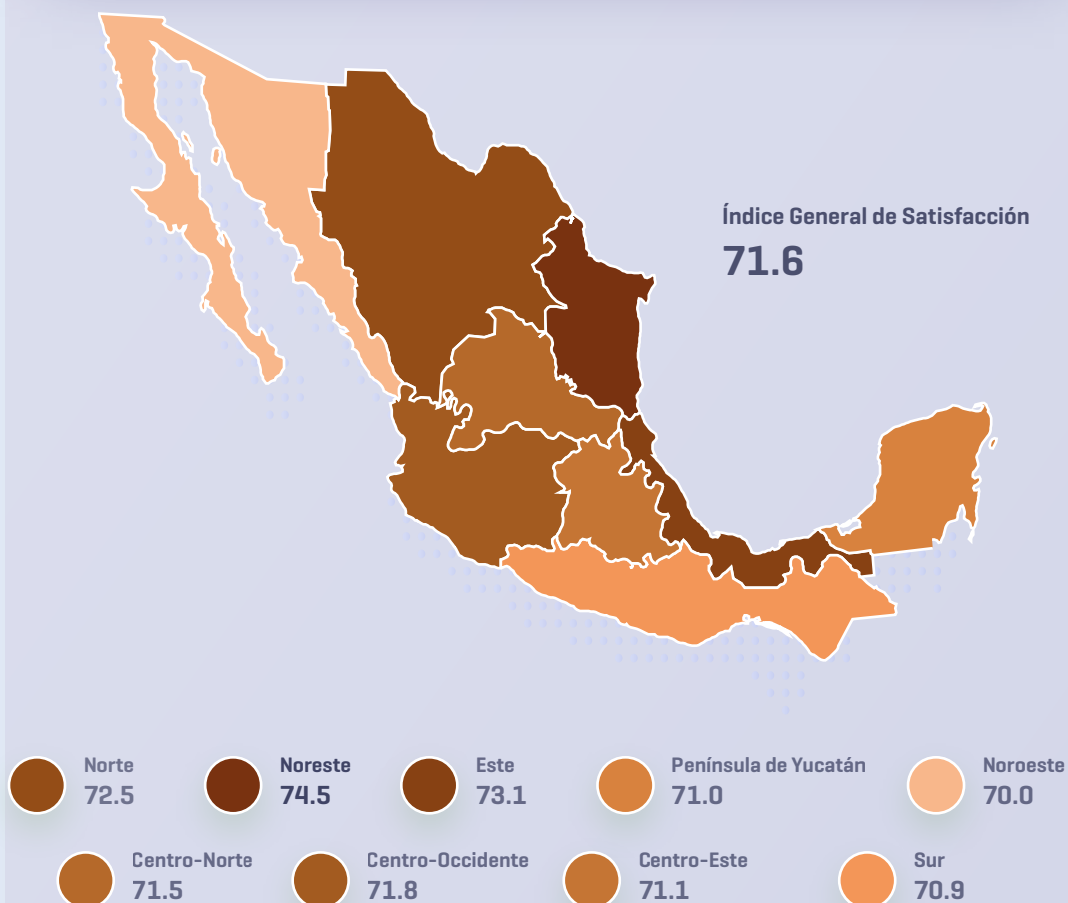 Índice General de Satisfacción
71.6
Norte
72.5
Noreste
74.5
Este
73.1
Península de Yucatán
71.0
Noroeste
70.0
Centro-Norte
71.5
Centro-Occidente
71.8
Centro-Este
71.1
Sur
70.9